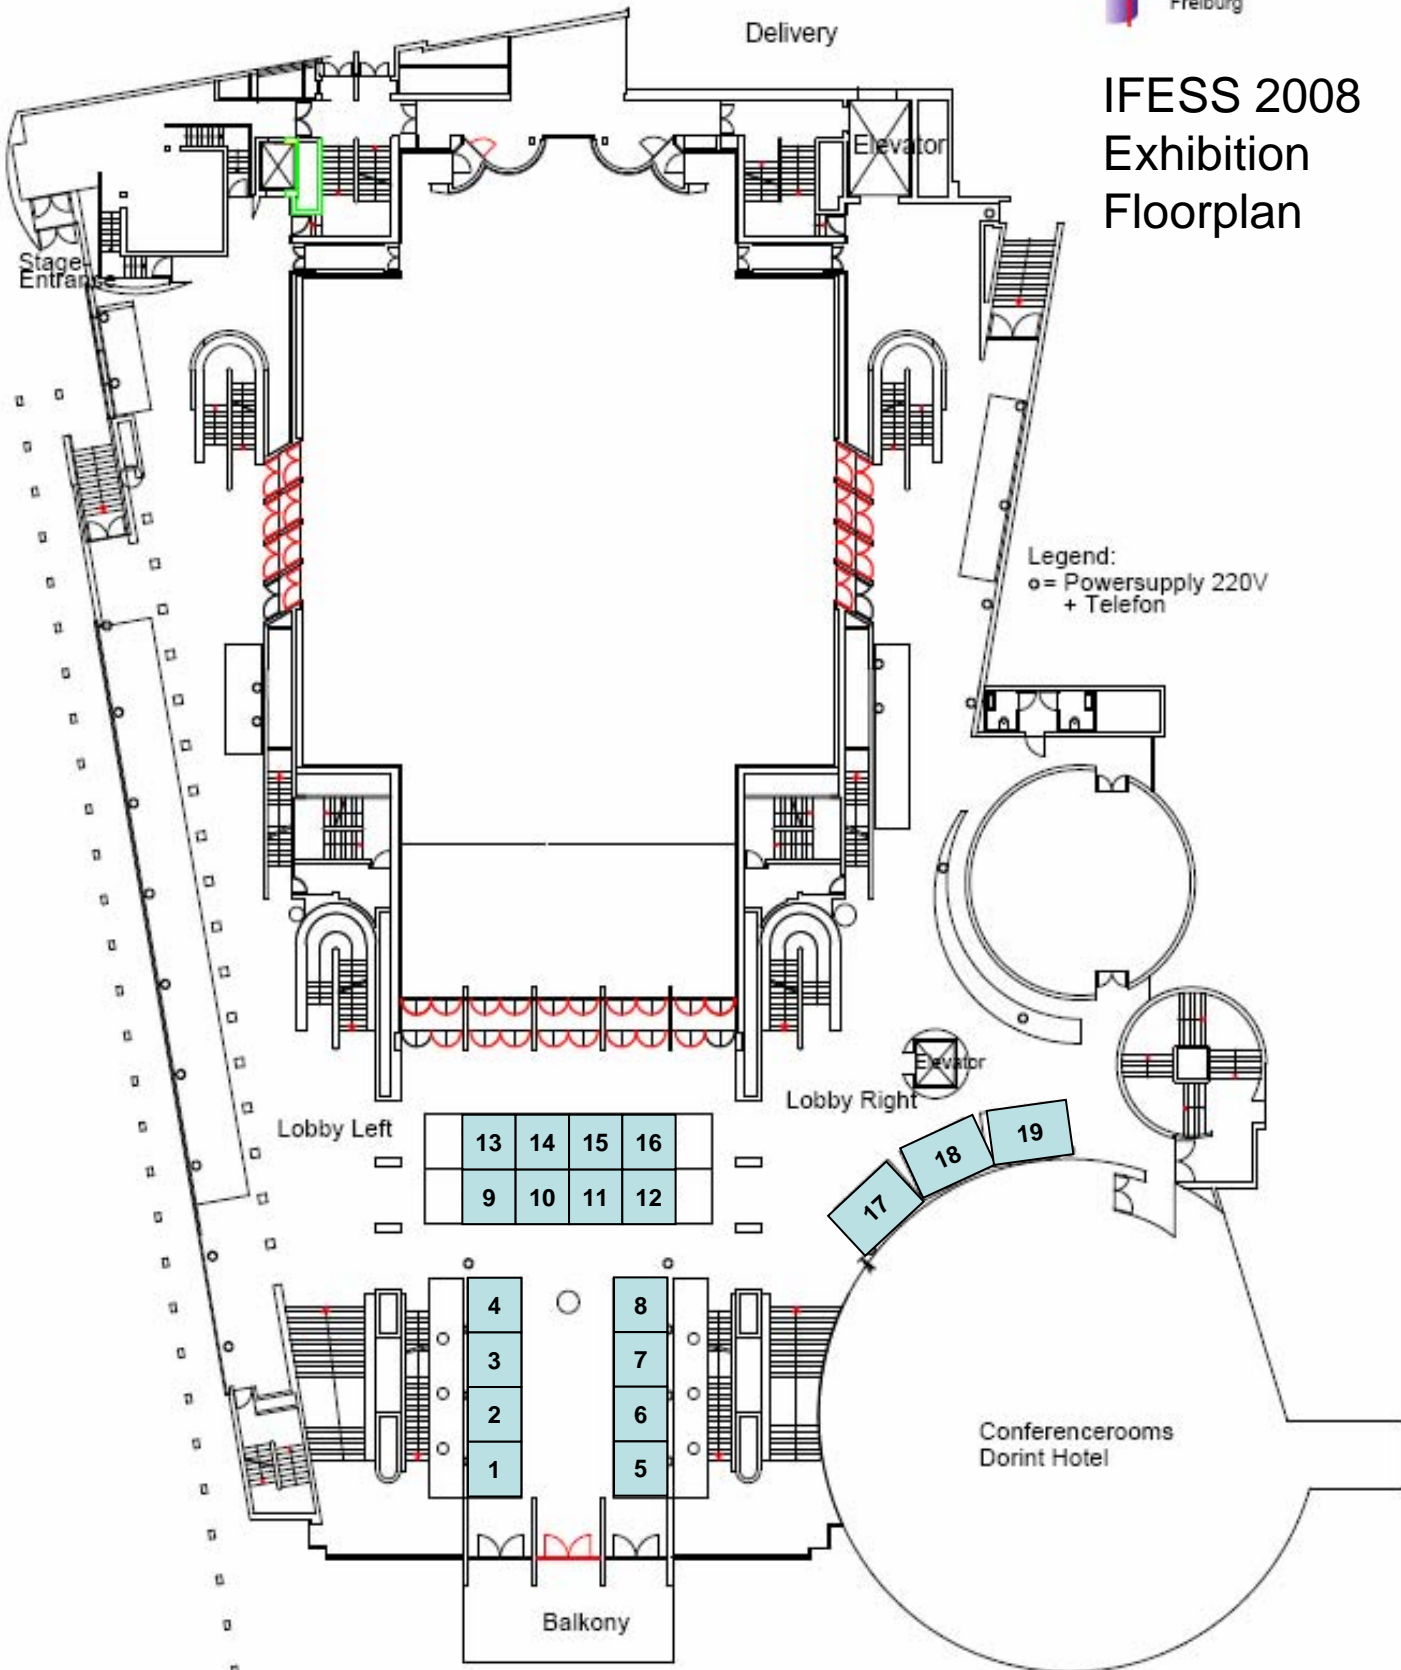 Freiburg
Delivery
IFESS 2008
Exhibition
Floorplan
Elevator
Stage-
Entrance
Legend:
o = Powersupply 220V
+ Telefon
Elevator
Lobby Right
Lobby Left
13 14 15 16
9 10 11 12
17 18 19
4 8
3 7
2 6
1 5
Conferencerooms
Dorint Hotel
Balkony